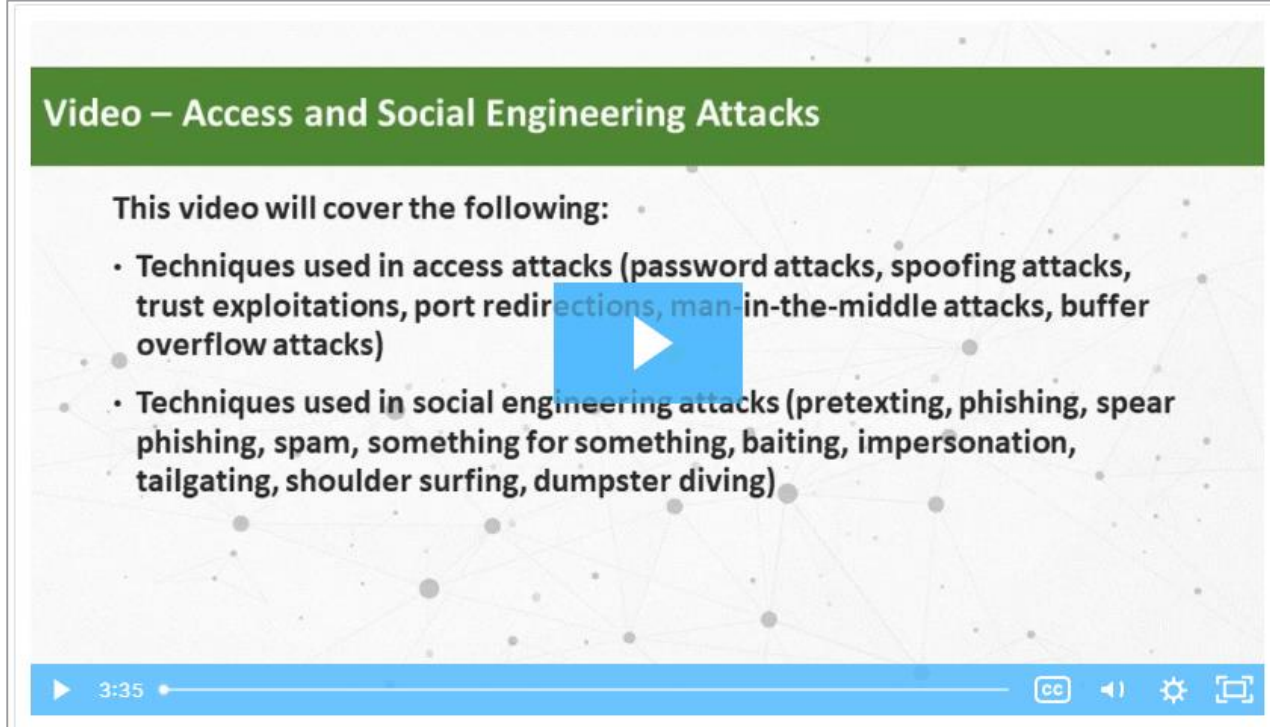 Video – Access and Social Engineering Attacks
This video will cover the following:
• Techniques used in access attacks (password attacks, spoofing attacks,
trust exploitations, port redirections, man-in-the-middle attacks, buffer
overflow attacks)
• Techniques used in social engineering attacks (pretexting, phishing, spear
phishing, spam, something for something, baiting, impersonation,
tailgating, shoulder surfing, dumpster diving)
3:35
CC